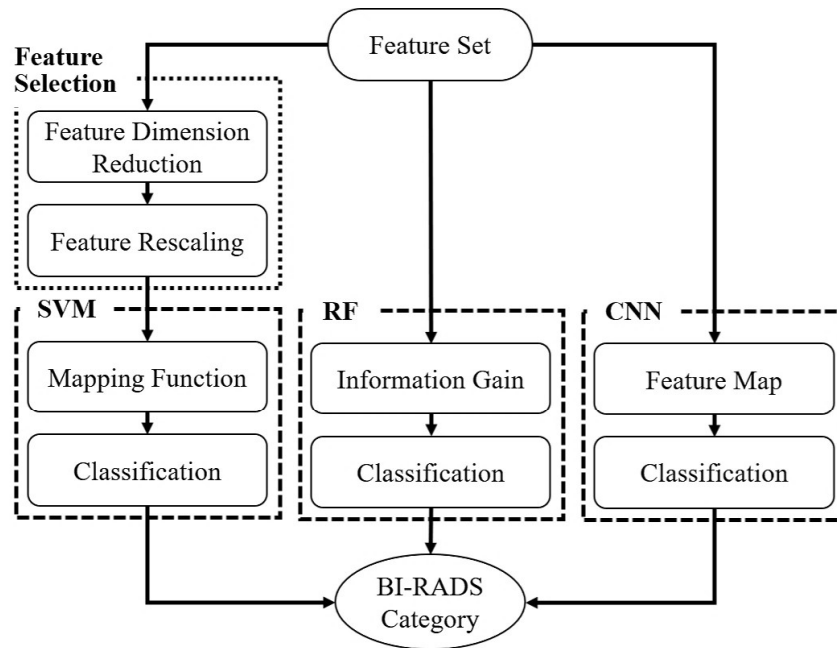 Feature Set
Feature
Selection
Feature Dimension
Reduction
Feature Rescaling
SVM
Mapping Function
Classification
RF
Information Gain
Classification
CNN
Feature Map
Classification
BI-RADS
Category